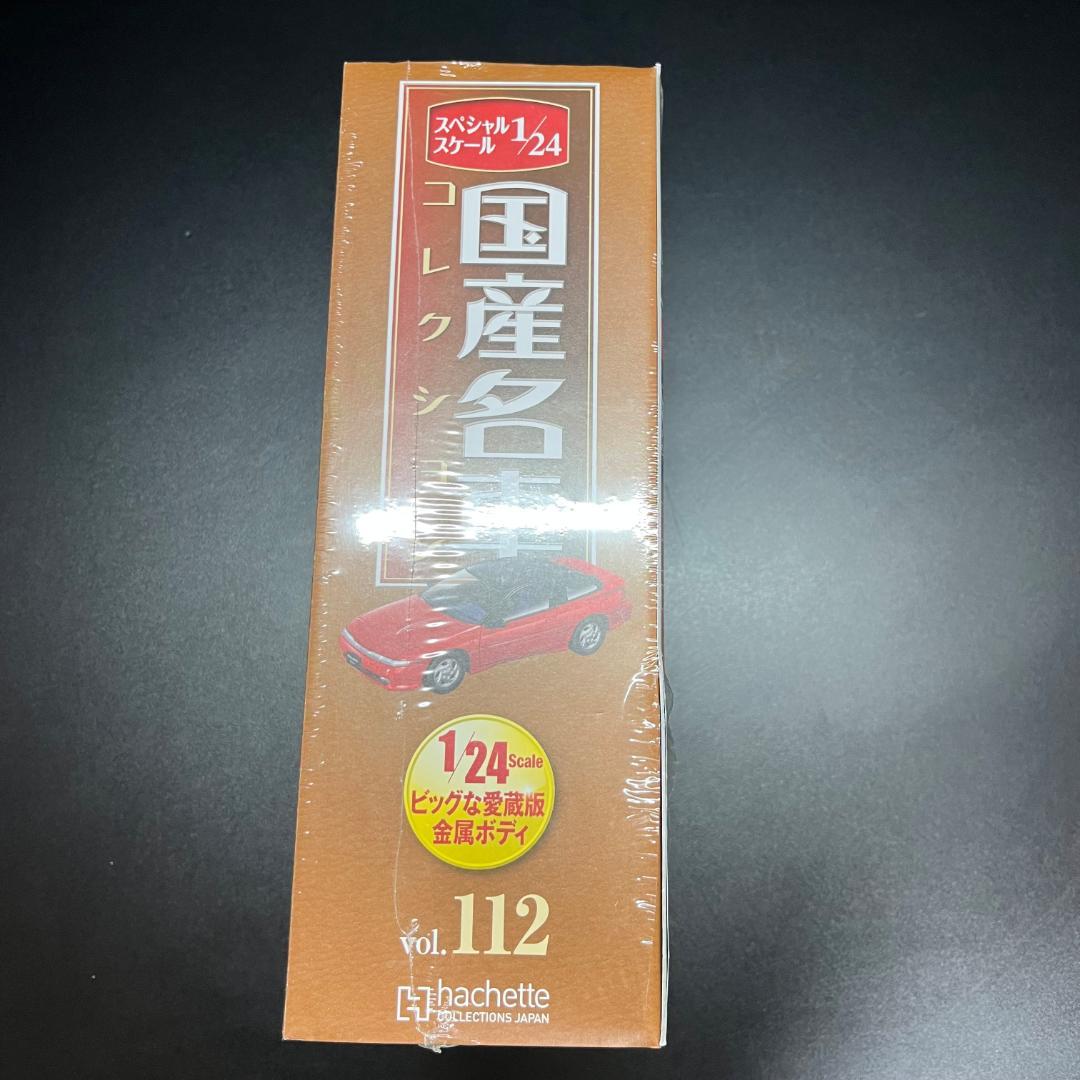 スペシャル
スケール 1/24
国産名車
コレクション
1/24 Scale
ビッグな愛蔵版
金属ボディ
vol.112
hachette
COLLECTIONS JAPAN